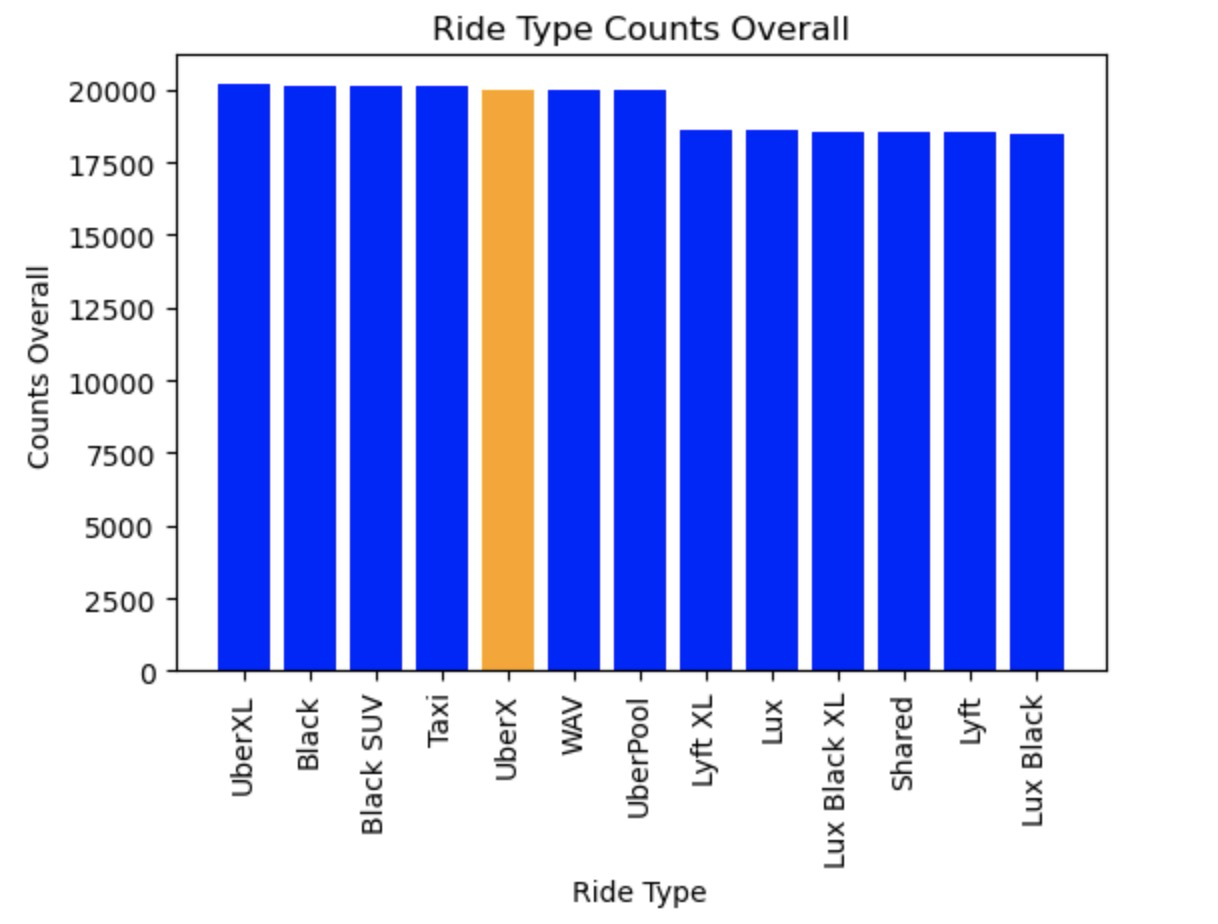 Ride Type Counts Overall
Counts Overall
20000
17500
15000
12500
10000
7500
5000
2500
0
UberXL
Black
Black SUV
Taxi
UberX
WAV
UberPool
Lyft XL
Lux
Lux Black XL
Shared
Lyft
Lux Black
Ride Type